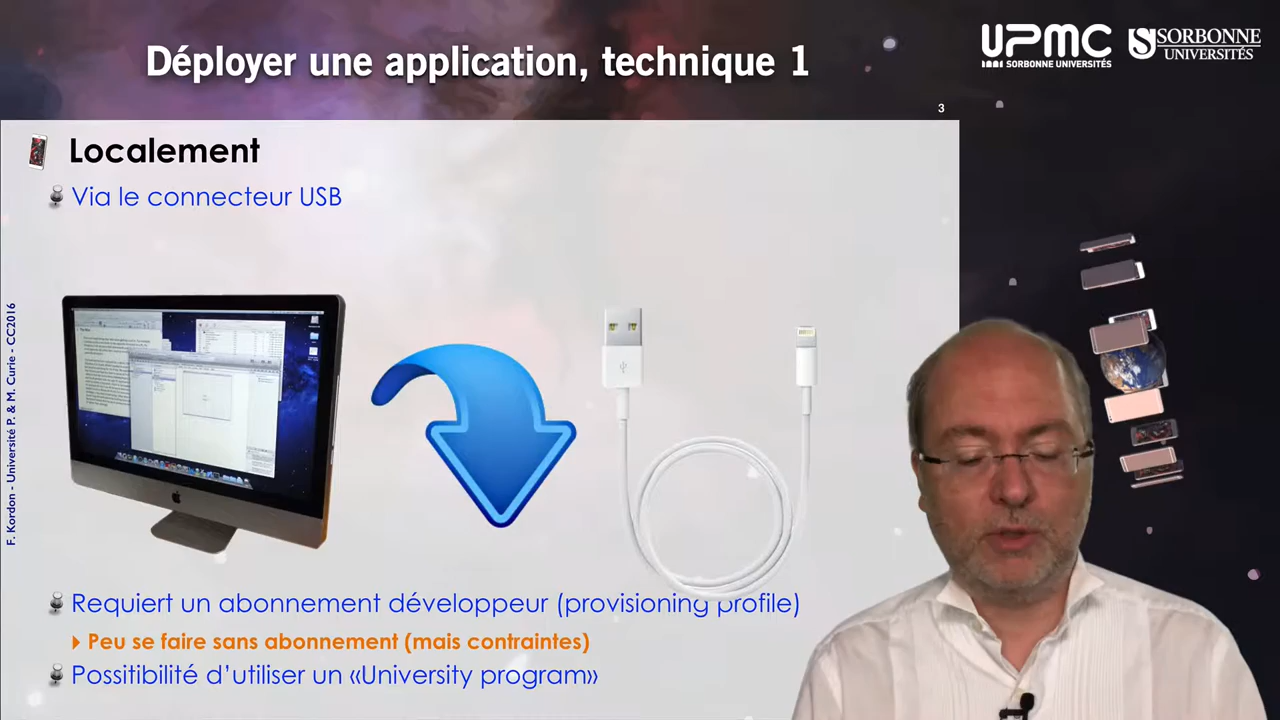 Déployer une application, technique 1
UPMC
SORBONNE UNIVERSITÉS
SORBONNE
UNIVERSITÉS
3
Localement
Via le connecteur USB
F. Kordon - Université P. & M. Curie - CC2016
Requiert un abonnement développeur (provisioning profile)
Peu se faire sans abonnement (mais contraintes)
Possitibilité d’utiliser un «University program»